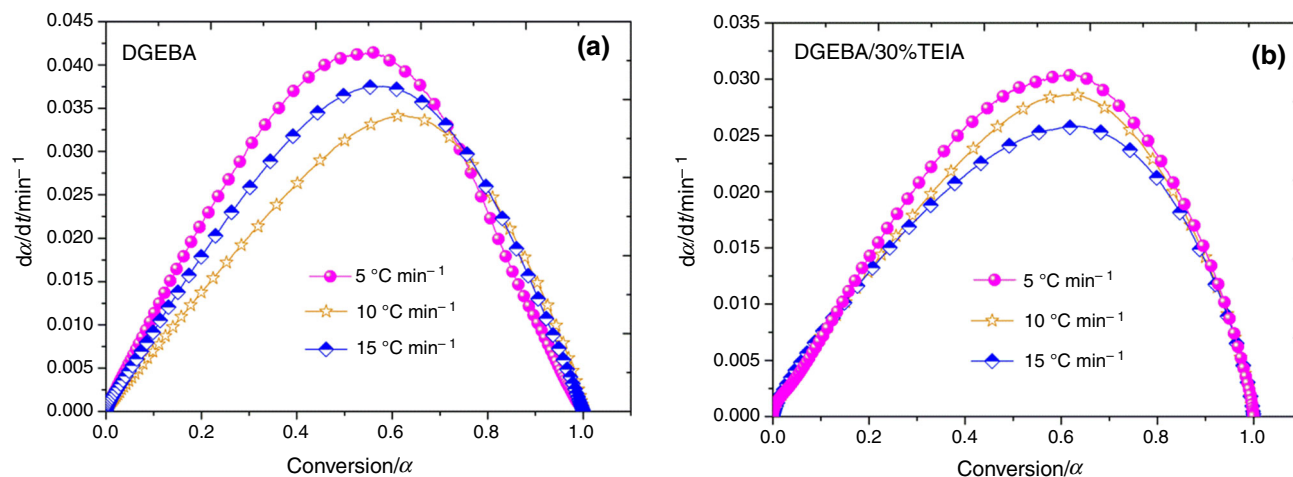 0.045
0.040
0.035
0.030
0.025
0.020
0.015
0.010
0.005
0.000
dα/dt/min⁻¹
DGEBA
(a)
5 °C min⁻¹
10 °C min⁻¹
15 °C min⁻¹
0.0 0.2 0.4 0.6 0.8 1.0
Conversion/α
0.035
0.030
0.025
0.020
0.015
0.010
0.005
0.000
dα/dt/min⁻¹
DGEBA/30%TEIA
(b)
5 °C min⁻¹
10 °C min⁻¹
15 °C min⁻¹
0.0 0.2 0.4 0.6 0.8 1.0
Conversion/α